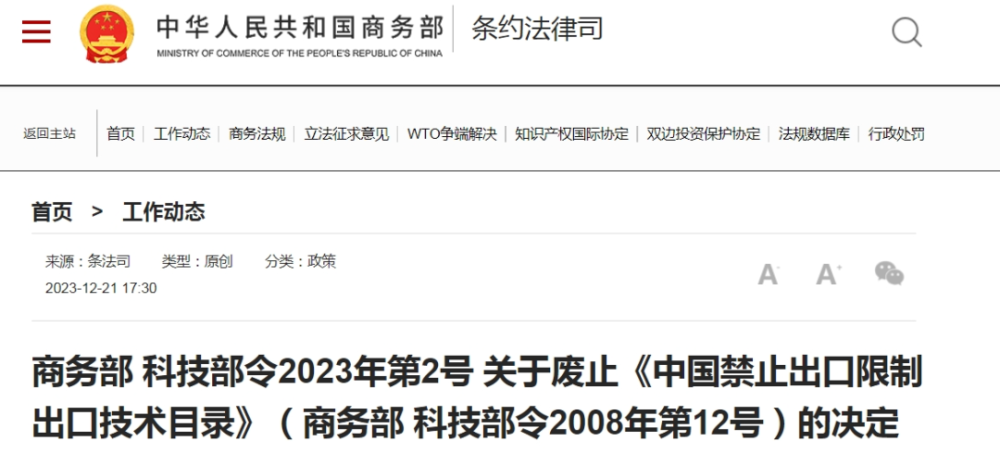 中华人民共和国商务部 条约法律司
MINISTRY OF COMMERCE OF THE PEOPLE'S REPUBLIC OF CHINA
返回主站 首页 工作动态 商务法规 立法征求意见 WTO争端解决 知识产权国际协定 双边投资保护协定 法规数据库 行政处罚
首页 > 工作动态
来源：条法司 类型：原创 分类：政策
2023-12-21 17:30
A- A+
商务部 科技部令2023年第2号 关于废止《中国禁止出口限制
出口技术目录》（商务部 科技部令2008年第12号）的决定